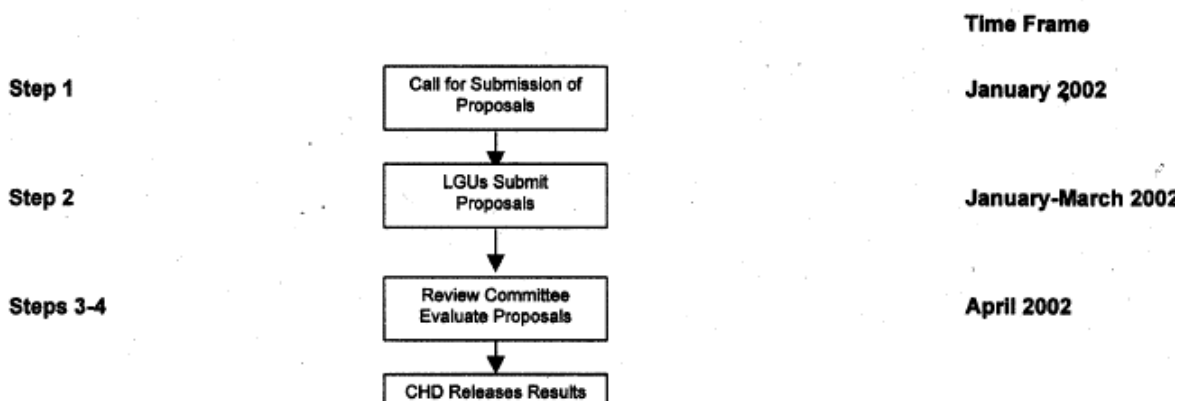 Time Frame
Step 1
Call for Submission of
Proposals
January 2002
Step 2
LGUs Submit
Proposals
January-March 2002
Steps 3-4
Review Committee
Evaluate Proposals
April 2002
CHD Releases Results